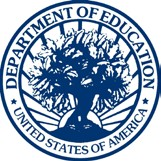 DEPARTMENT OF EDUCATION
UNITED STATES OF AMERICA